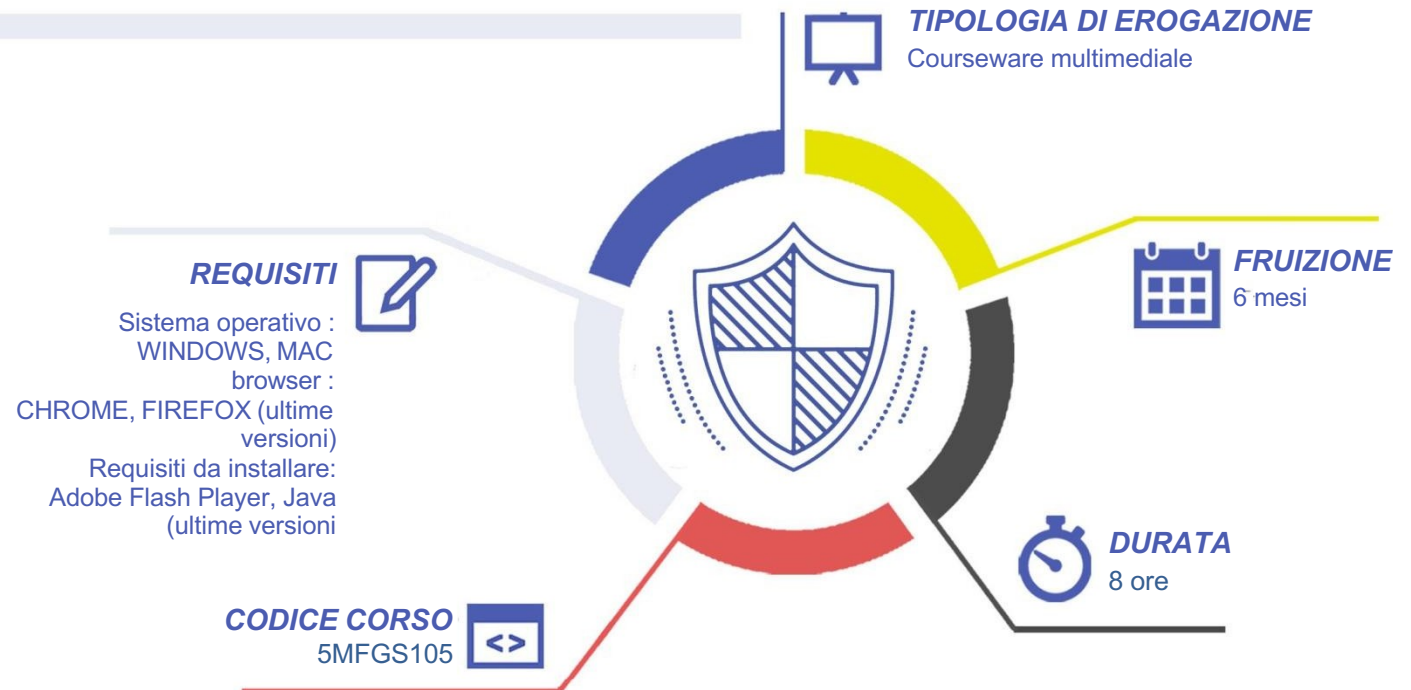 TIPOLOGIA DI EROGAZIONE
Courseware multimediale
REQUISITI
Sistema operativo :
WINDOWS, MAC
browser :
CHROME, FIREFOX (ultime
versioni)
Requisiti da installare:
Adobe Flash Player, Java
(ultime versioni
FRUIZIONE
6 mesi
DURATA
8 ore
CODICE CORSO
5MFGS105
<>